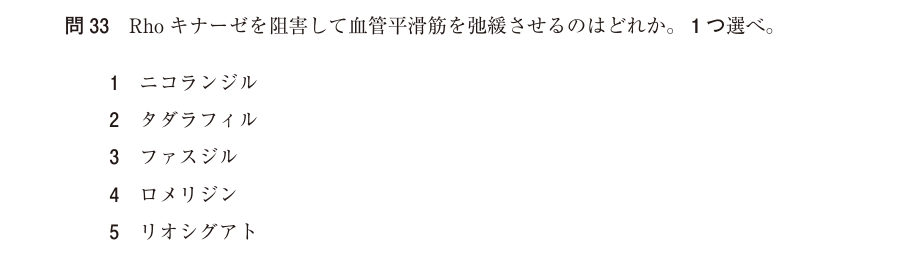 問 33 Rho キナーゼを阻害して血管平滑筋を弛緩させるのはどれか。1 つ選べ。
1 ニコランジル
2 タダラフィル
3 ファスジル
4 ロメリジン
5 リオシグアト